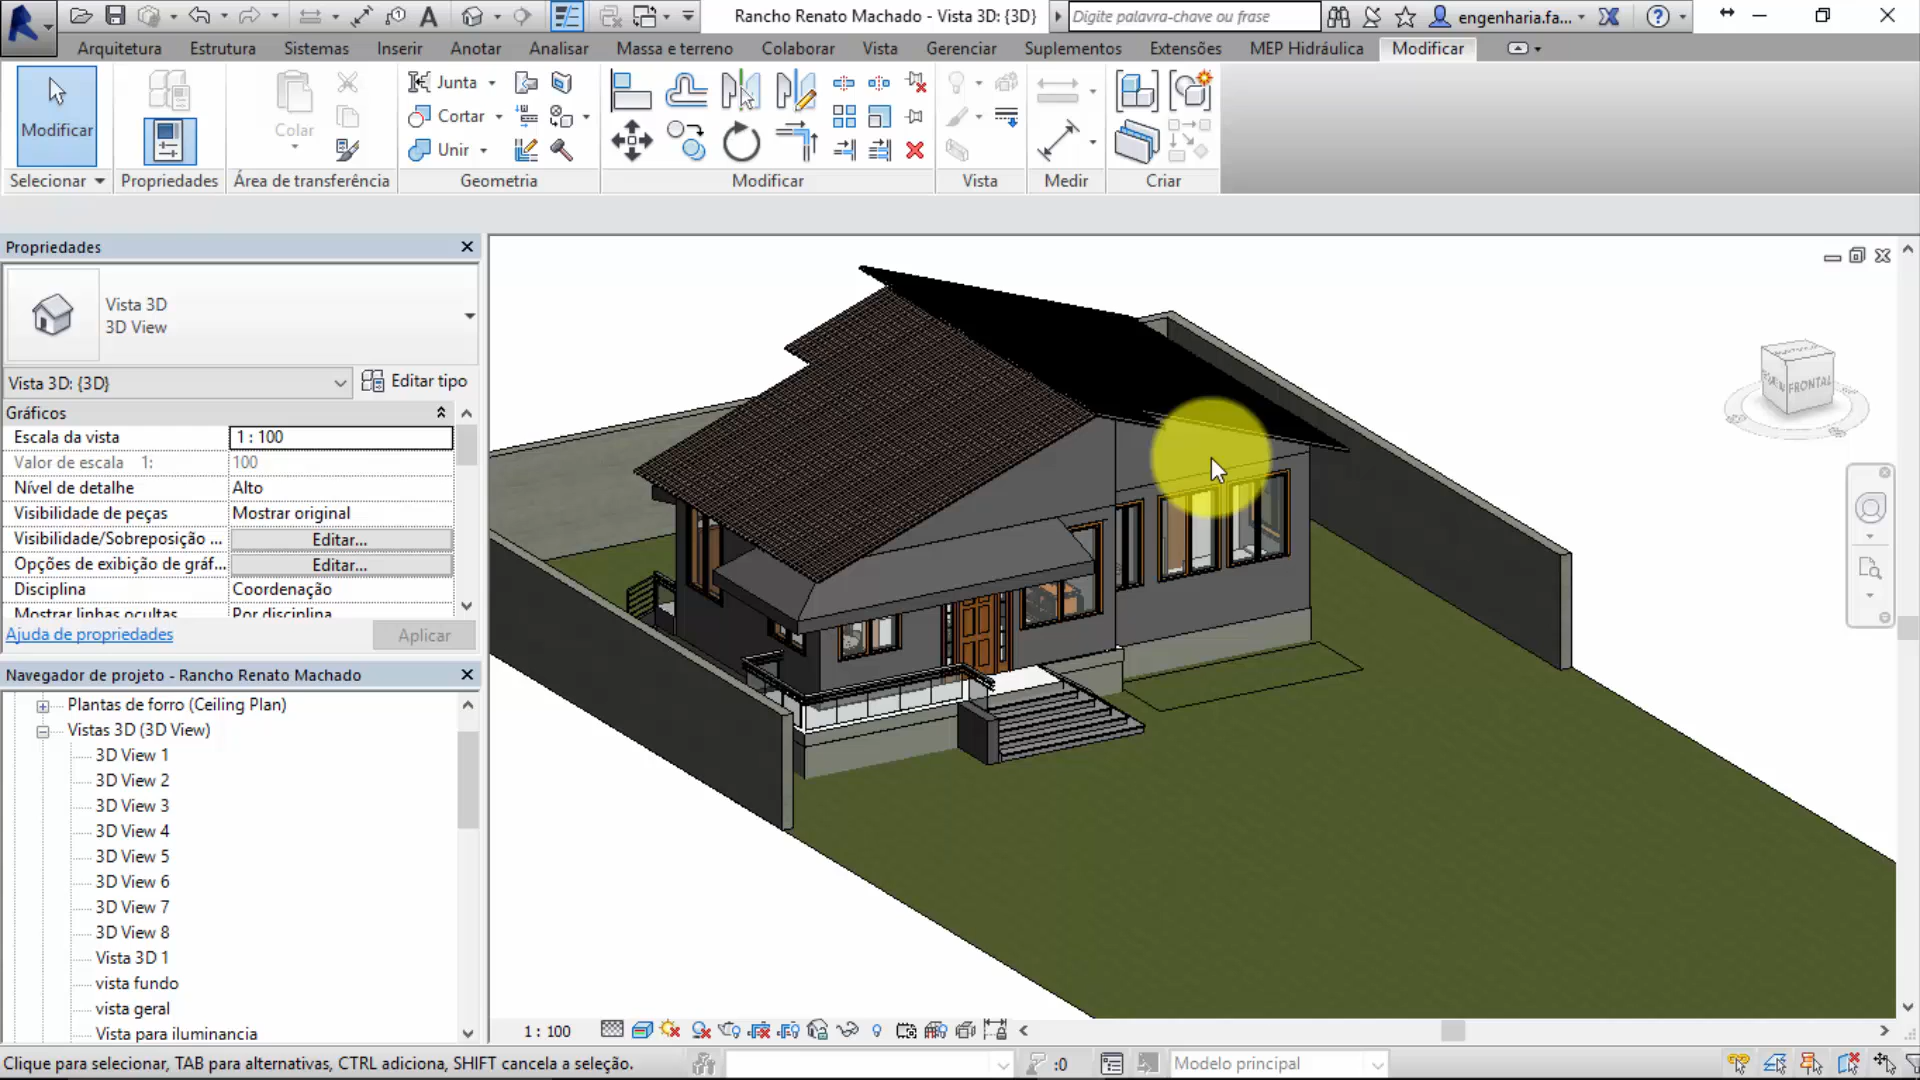 Rancho Renato Machado - Vista 3D: {3D}
Digite palavra-chave ou frase
engenharia.fa...
Arquitetura
Estrutura
Sistemas
Inserir
Anotar
Analisar
Massa e terreno
Colaborar
Vista
Gerenciar
Suplementos
Extensões
MEP Hidráulica
Modificar
Modificar
Colar
Junta
Cortar
Unir
Selecionar
Propriedades
Área de transferência
Geometria
Modificar
Vista
Medir
Criar
Propriedades
Vista 3D
3D View
Vista 3D: {3D}
Editar tipo
Gráficos
Escala da vista 1 : 100
Valor de escala 1: 100
Nível de detalhe Alto
Visibilidade de peças Mostrar original
Visibilidade/Sobreposição ... Editar...
Opções de exibição de gráf... Editar...
Disciplina Coordenação
Mostrar linhas ocultas Por disciplina
Ajuda de propriedades
Aplicar
Navegador de projeto - Rancho Renato Machado
Plantas de forro (Ceiling Plan)
Vistas 3D (3D View)
3D View 1
3D View 2
3D View 3
3D View 4
3D View 5
3D View 6
3D View 7
3D View 8
Vista 3D 1
vista fundo
vista geral
Vista para iluminancia
FRONTAL
1 : 100
Clique para selecionar, TAB para alternativas, CTRL adiciona, SHIFT cancela a seleção.
:0
Modelo principal